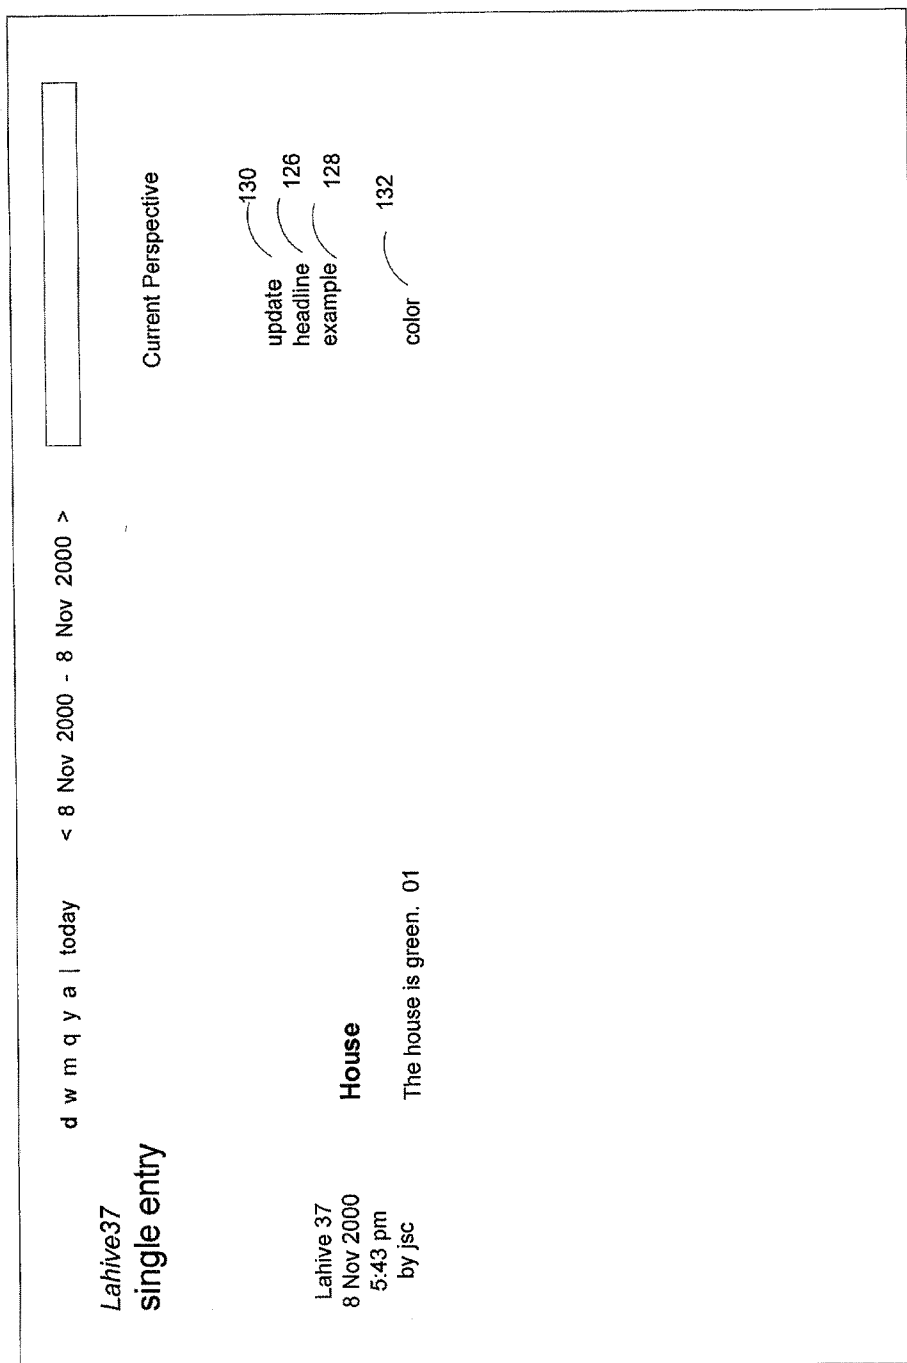 d w m q y a | today < 8 Nov 2000 - 8 Nov 2000 >
Lahive37
single entry
Current Perspective
130
update
126
headline
128
example
132
color
Lahive 37
8 Nov 2000
5:43 pm
by jsc
House
The house is green. 01